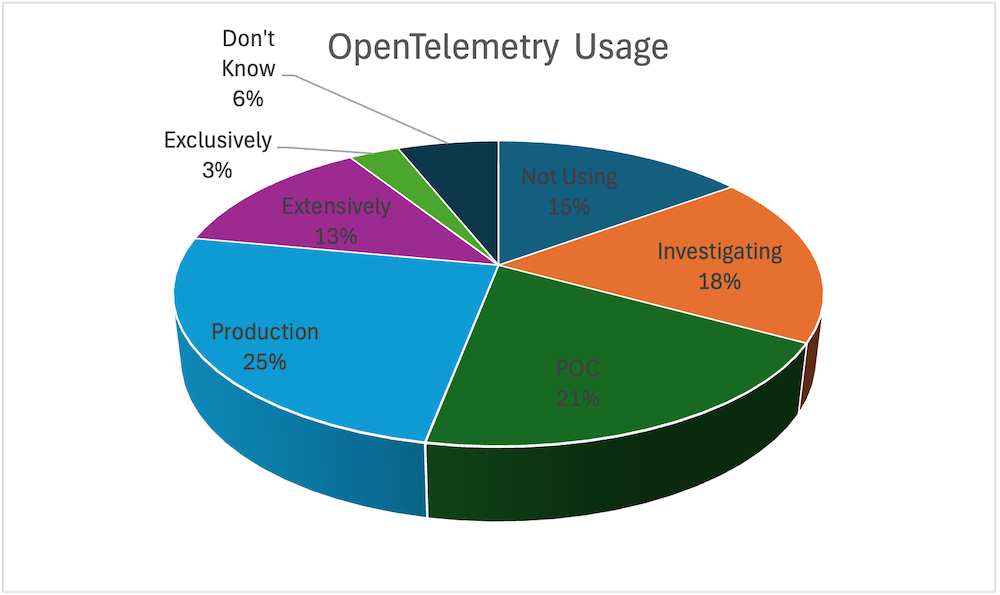 OpenTelemetry Usage
Don't
Know
6%
Exclusively
3%
Extensively
13%
Not Using
15%
Investigating
18%
Production
25%
POC
21%